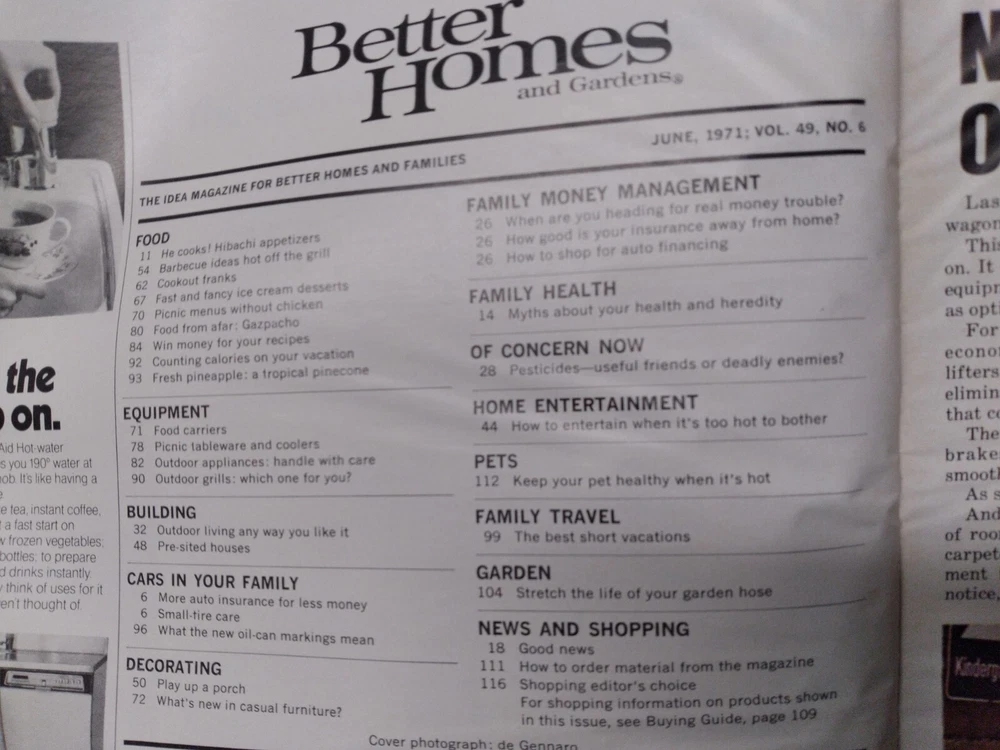 Better
Homes
and Gardens®
JUNE, 1971; VOL. 49, NO. 6
THE IDEA MAGAZINE FOR BETTER HOMES AND FAMILIES
FOOD
11 He cooks! Hibachi appetizers
54 Barbecue ideas hot off the grill
62 Cookout franks
67 Fast and fancy ice cream desserts
70 Picnic menus without chicken
80 Food from afar: Gazpacho
84 Win money for your recipes
92 Counting calories on your vacation
93 Fresh pineapple: a tropical pinecone
EQUIPMENT
71 Food carriers
78 Picnic tableware and coolers
82 Outdoor appliances: handle with care
90 Outdoor grills: which one for you?
BUILDING
32 Outdoor living any way you like it
48 Pre-sited houses
CARS IN YOUR FAMILY
6 More auto insurance for less money
6 Small-tire care
96 What the new oil-can markings mean
DECORATING
50 Play up a porch
72 What's new in casual furniture?
FAMILY MONEY MANAGEMENT
26 When are you heading for real money trouble?
26 How good is your insurance away from home?
26 How to shop for auto financing
FAMILY HEALTH
14 Myths about your health and heredity
OF CONCERN NOW
28 Pesticides—useful friends or deadly enemies?
HOME ENTERTAINMENT
44 How to entertain when it's too hot to bother
PETS
112 Keep your pet healthy when it's hot
FAMILY TRAVEL
99 The best short vacations
GARDEN
104 Stretch the life of your garden hose
NEWS AND SHOPPING
18 Good news
111 How to order material from the magazine
116 Shopping editor's choice
For shopping information on products shown
in this issue, see Buying Guide, page 109
Cover photograph: de Gennaro
the
on.
Aid Hot-water
s you 190° water at
ob. It's like having a
e
e tea, instant coffee,
t a fast start on
w frozen vegetables;
bottles; to prepare
d drinks instantly.
y think of uses for it
en't thought of.
N
O
Las
wagon
This
on. It
equipm
as opti
For
econo
lifters
elimin
that co
The
brake
smooth
As s
And
of roo
carpet
ment
notice,
Kinderg